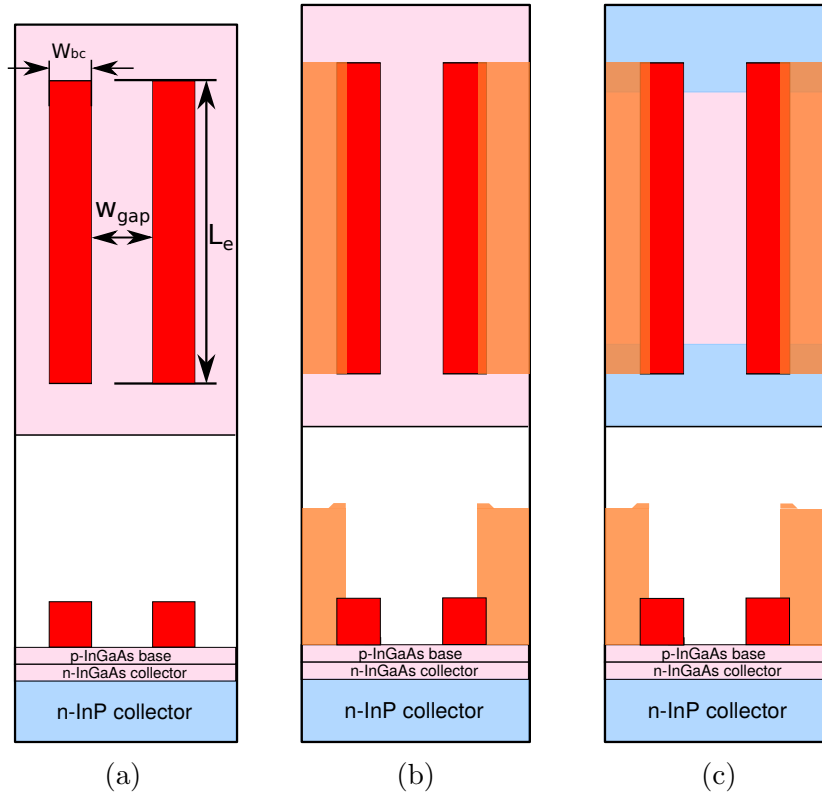 W_bc
W_gap
L_e
p-InGaAs base
n-InGaAs collector
n-InP collector
(a)
p-InGaAs base
n-InGaAs collector
n-InP collector
(b)
p-InGaAs base
n-InGaAs collector
n-InP collector
(c)